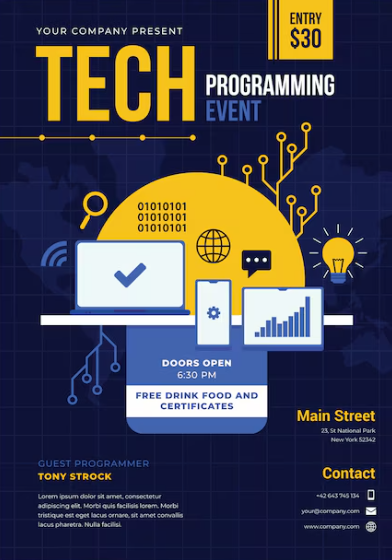 YOUR COMPANY PRESENT
ENTRY
$30
TECH
PROGRAMMING
EVENT
01010101
01010101
01010101
DOORS OPEN
6:30 PM
FREE DRINK FOOD AND
CERTIFICATES
Main Street
23, St National Park
New York 52342
GUEST PROGRAMMER
TONY STROCK
Lorem ipsum dolor sit amet, consectetur
adipiscing elit. Morbi quis facilisis lorem. Morbi
tristique est eget lacus ornare, sit amet convallis
lacus pharetra. Nulla facilisi.
Contact
+42 643 745 134
your@company.com
www.company.com